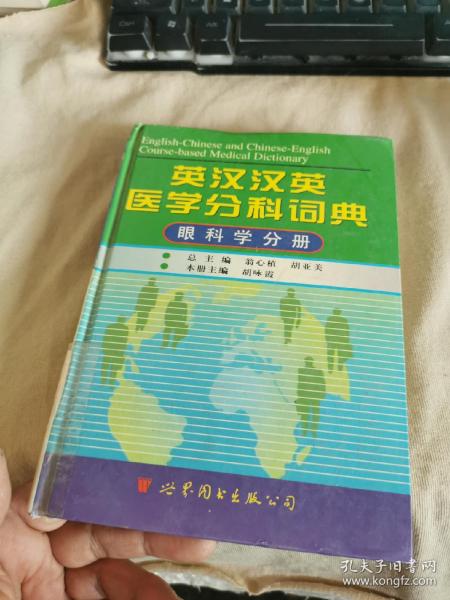 English-Chinese and Chinese-English
Course-based Medical Dictionary
英汉汉英
医学分科词典
眼科学分册
总主编 翁心植 胡亚美
本册主编 胡咏霞
世界图书出版公司
孔夫子旧书网
www.kongfz.com